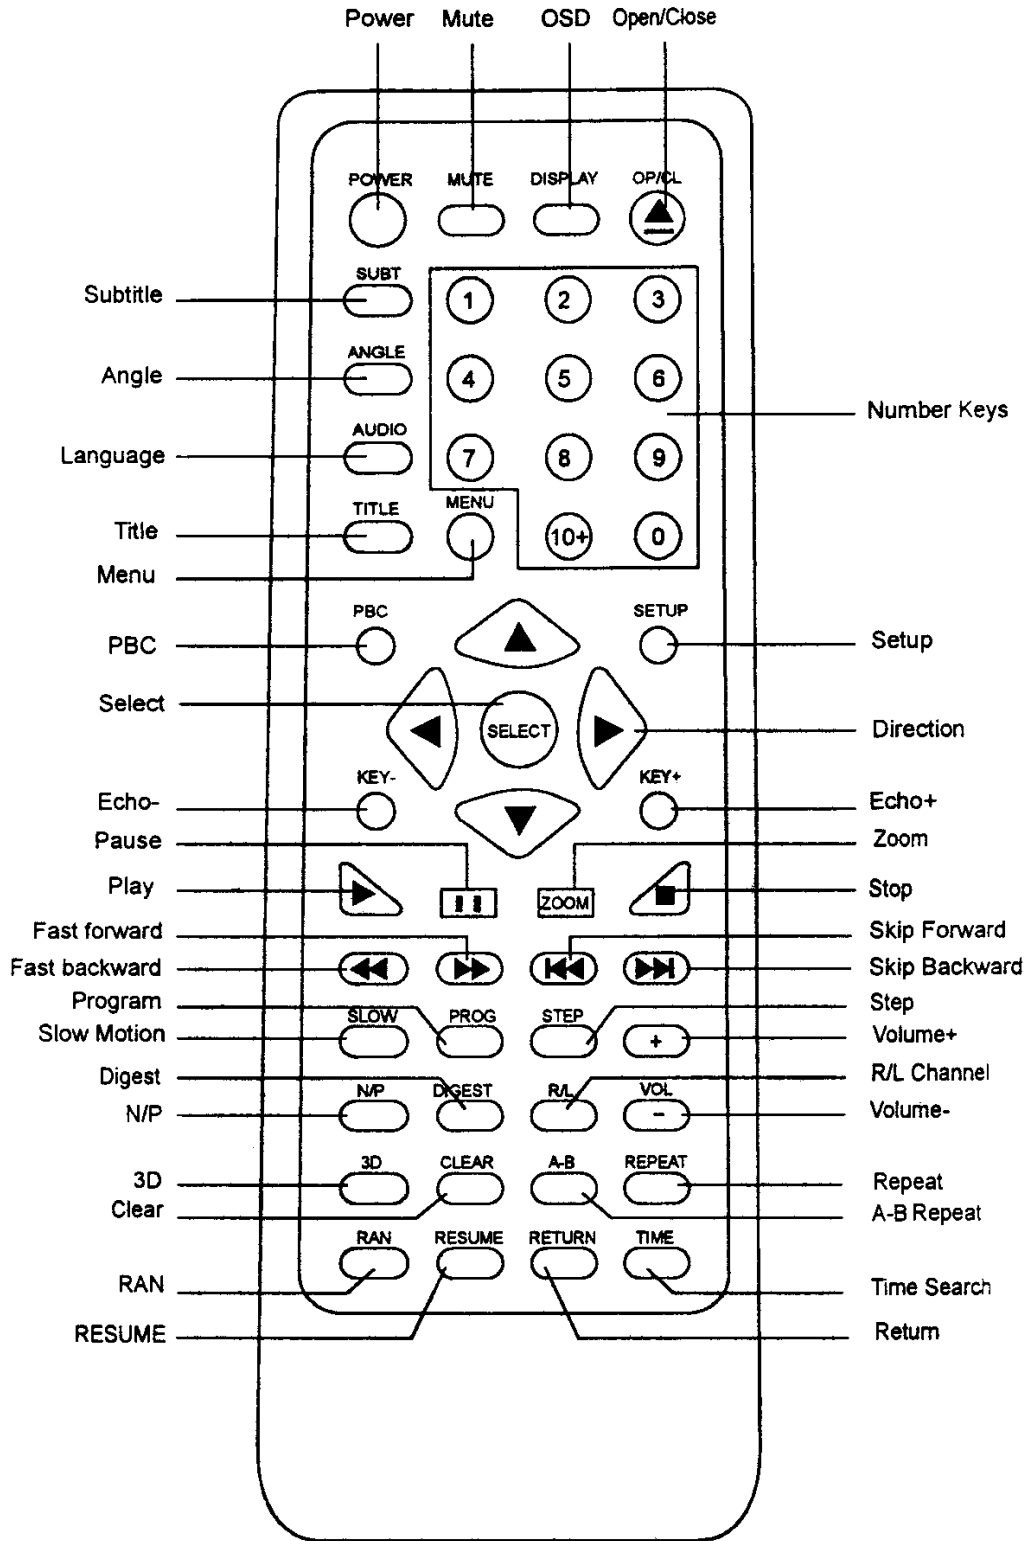 Power Mute OSD Open/Close
POWER MUTE DISPLAY OP/CL
SUBT
Subtitle 1 2 3
ANGLE
Angle 4 5 6
Number Keys
AUDIO
Language 7 8 9
TITLE MENU
Title 10+ 0
Menu
PBC SETUP
PBC Setup
Select
SELECT Direction
KEY- KEY+
Echo- Echo+
Pause Zoom
Play ZOOM Stop
Fast forward Skip Forward
Fast backward Skip Backward
Program Step
SLOW PROG STEP
Slow Motion + Volume+
Digest R/L Channel
N/P DIGEST R/L VOL
N/P - Volume-
3D CLEAR A-B REPEAT
3D Repeat
Clear A-B Repeat
RAN RESUME RETURN TIME
RAN Time Search
RESUME Return